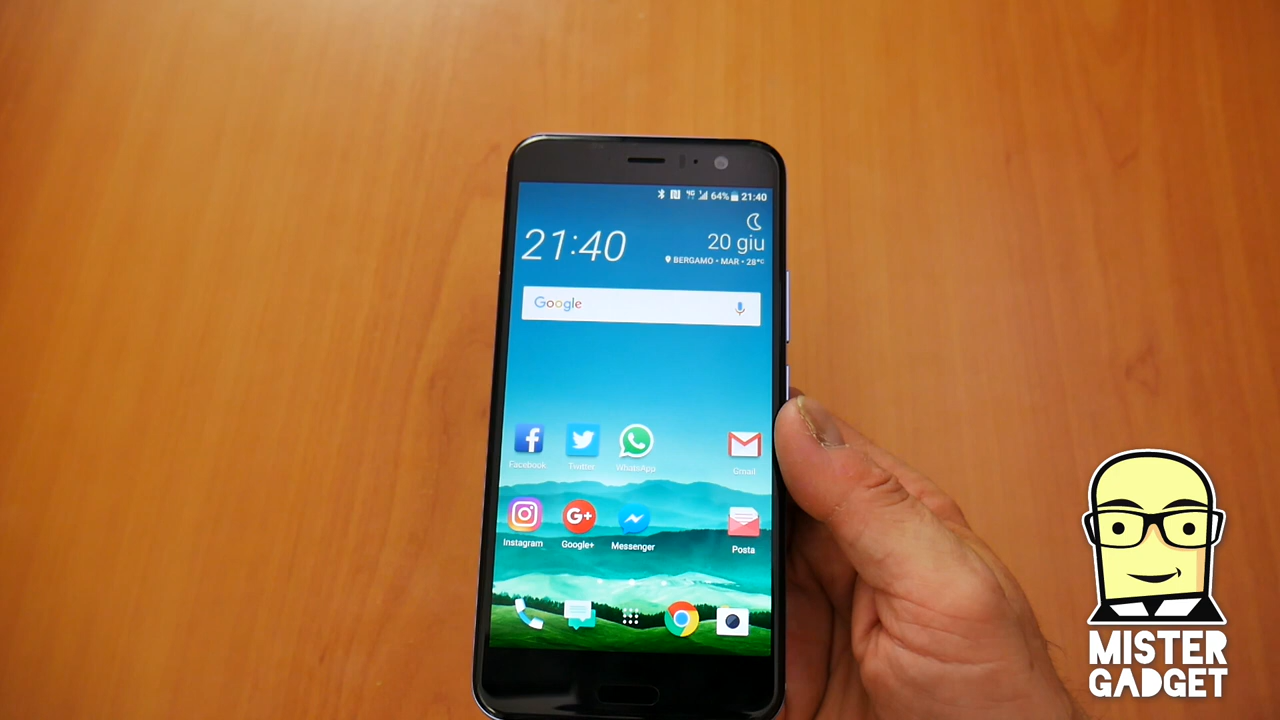 4G 64% 21:40
21:40
20 giu
BERGAMO • MAR • 28°C
Google
Facebook
Twitter
WhatsApp
Gmail
G+
Instagram
Google+
Messenger
Posta
MISTER
GADGET